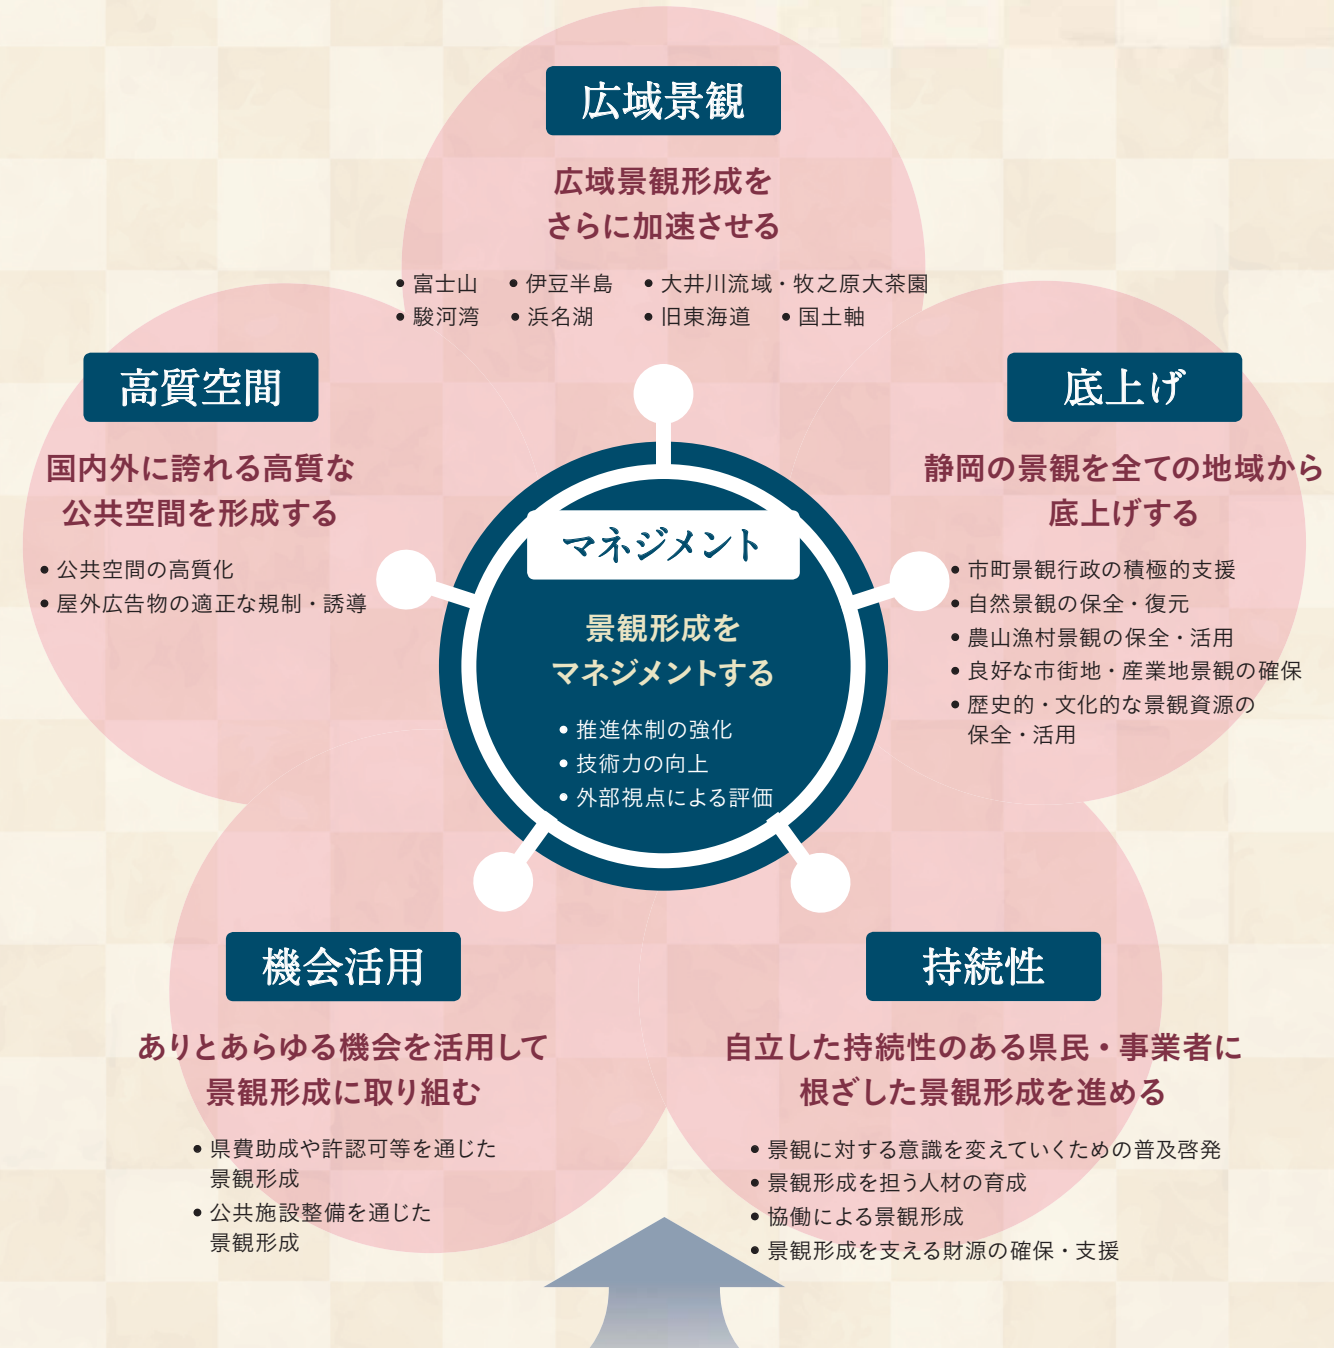 広域景観
広域景観形成を
さらに加速させる
• 富士山 • 伊豆半島 • 大井川流域・牧之原大茶園
• 駿河湾 • 浜名湖 • 旧東海道 • 国土軸
高質空間
国内外に誇れる高質な
公共空間を形成する
• 公共空間の高質化
• 屋外広告物の適正な規制・誘導
底上げ
静岡の景観を全ての地域から
底上げする
• 市町景観行政の積極的支援
• 自然景観の保全・復元
• 農山漁村景観の保全・活用
• 良好な市街地・産業地景観の確保
• 歴史的・文化的な景観資源の
保全・活用
マネジメント
景観形成を
マネジメントする
• 推進体制の強化
• 技術力の向上
• 外部視点による評価
機会活用
ありとあらゆる機会を活用して
景観形成に取り組む
• 県費助成や許認可等を通じた
景観形成
• 公共施設整備を通じた
景観形成
持続性
自立した持続性のある県民・事業者に
根ざした景観形成を進める
• 景観に対する意識を変えていくための普及啓発
• 景観形成を担う人材の育成
• 協働による景観形成
• 景観形成を支える財源の確保・支援